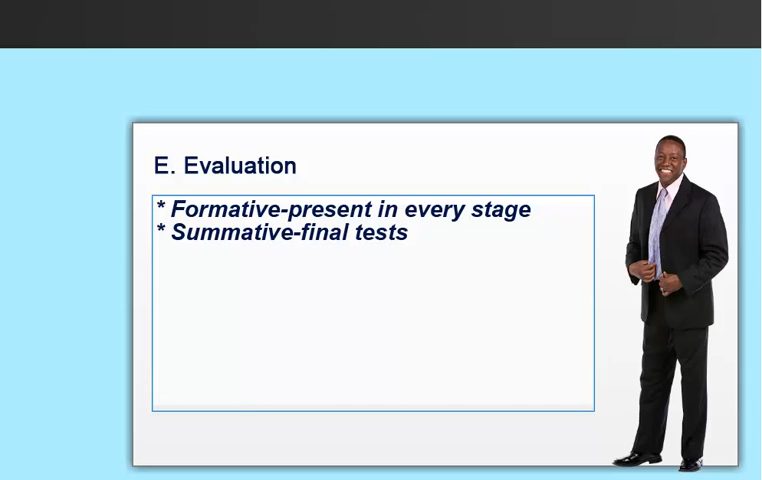 E. Evaluation
* Formative-present in every stage
* Summative-final tests